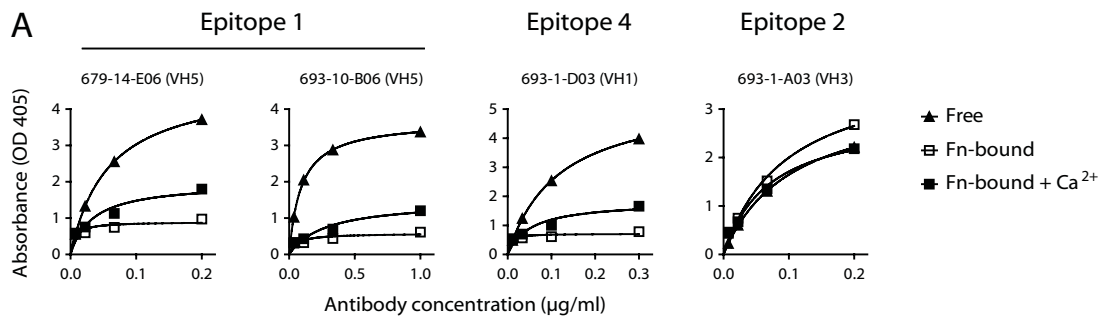 A
Epitope 1
Epitope 4
Epitope 2
679-14-E06 (VH5)
693-10-B06 (VH5)
693-1-D03 (VH1)
693-1-A03 (VH3)
Absorbance (OD 405)
4
3
2
1
0
0.0
0.1
0.2
4
3
2
1
0
0.0
0.5
1.0
5
4
3
2
1
0
0.0
0.1
0.2
0.3
3
2
1
0
0.0
0.1
0.2
Free
Fn-bound
Fn-bound + Ca2+
Antibody concentration (μg/ml)